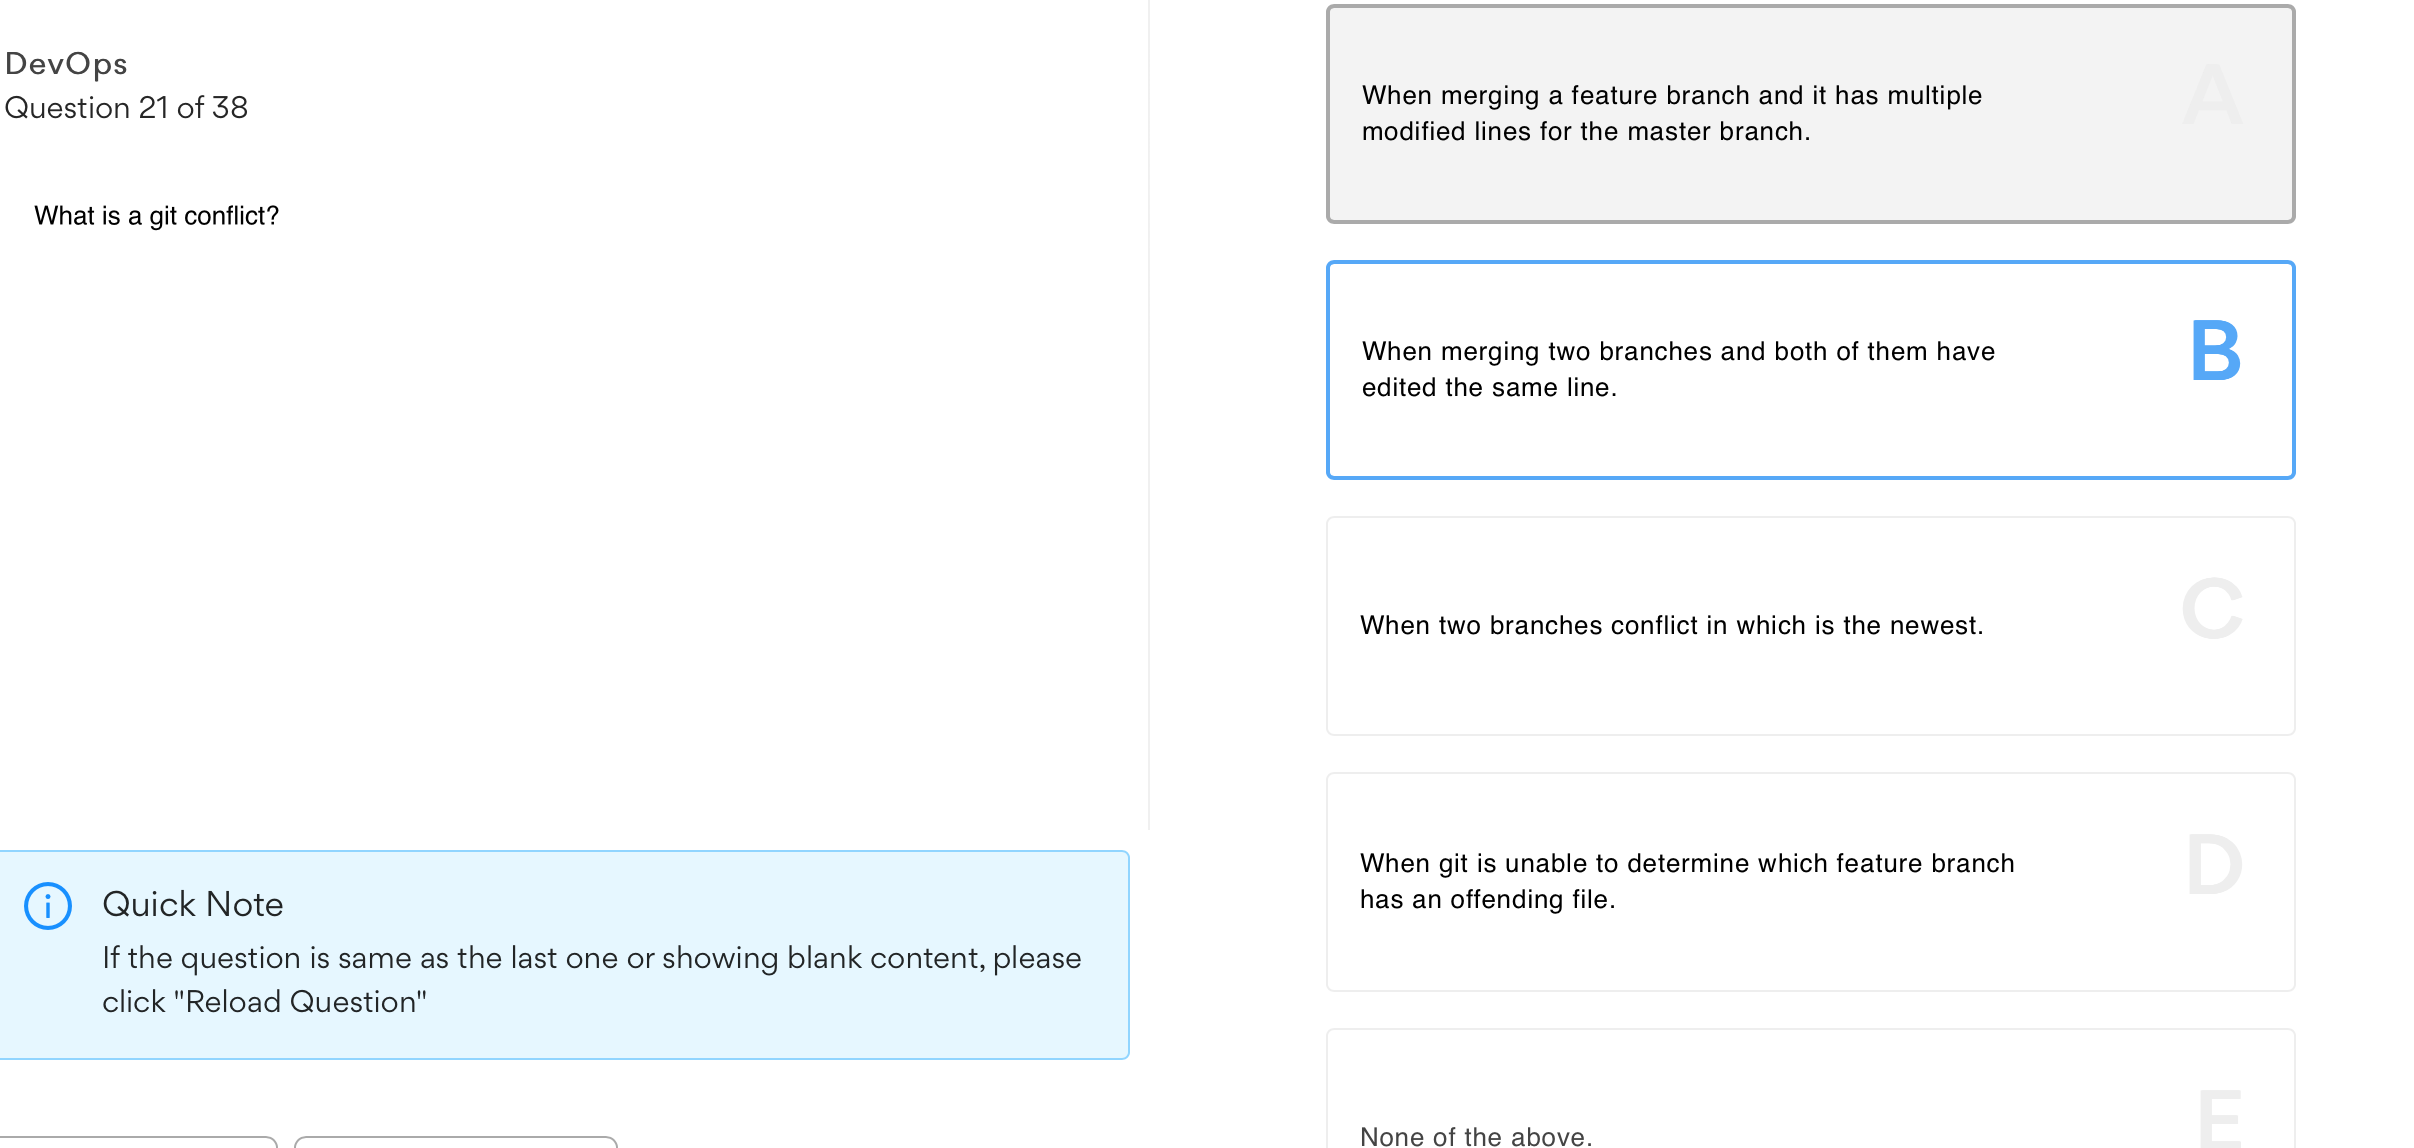 DevOps
Question 21 of 38
What is a git conflict?
Quick Note
If the question is same as the last one or showing blank content, please
click "Reload Question"
When merging a feature branch and it has multiple
modified lines for the master branch.
A
When merging two branches and both of them have
edited the same line.
B
When two branches conflict in which is the newest.
C
When git is unable to determine which feature branch
has an offending file.
D
None of the above.
E